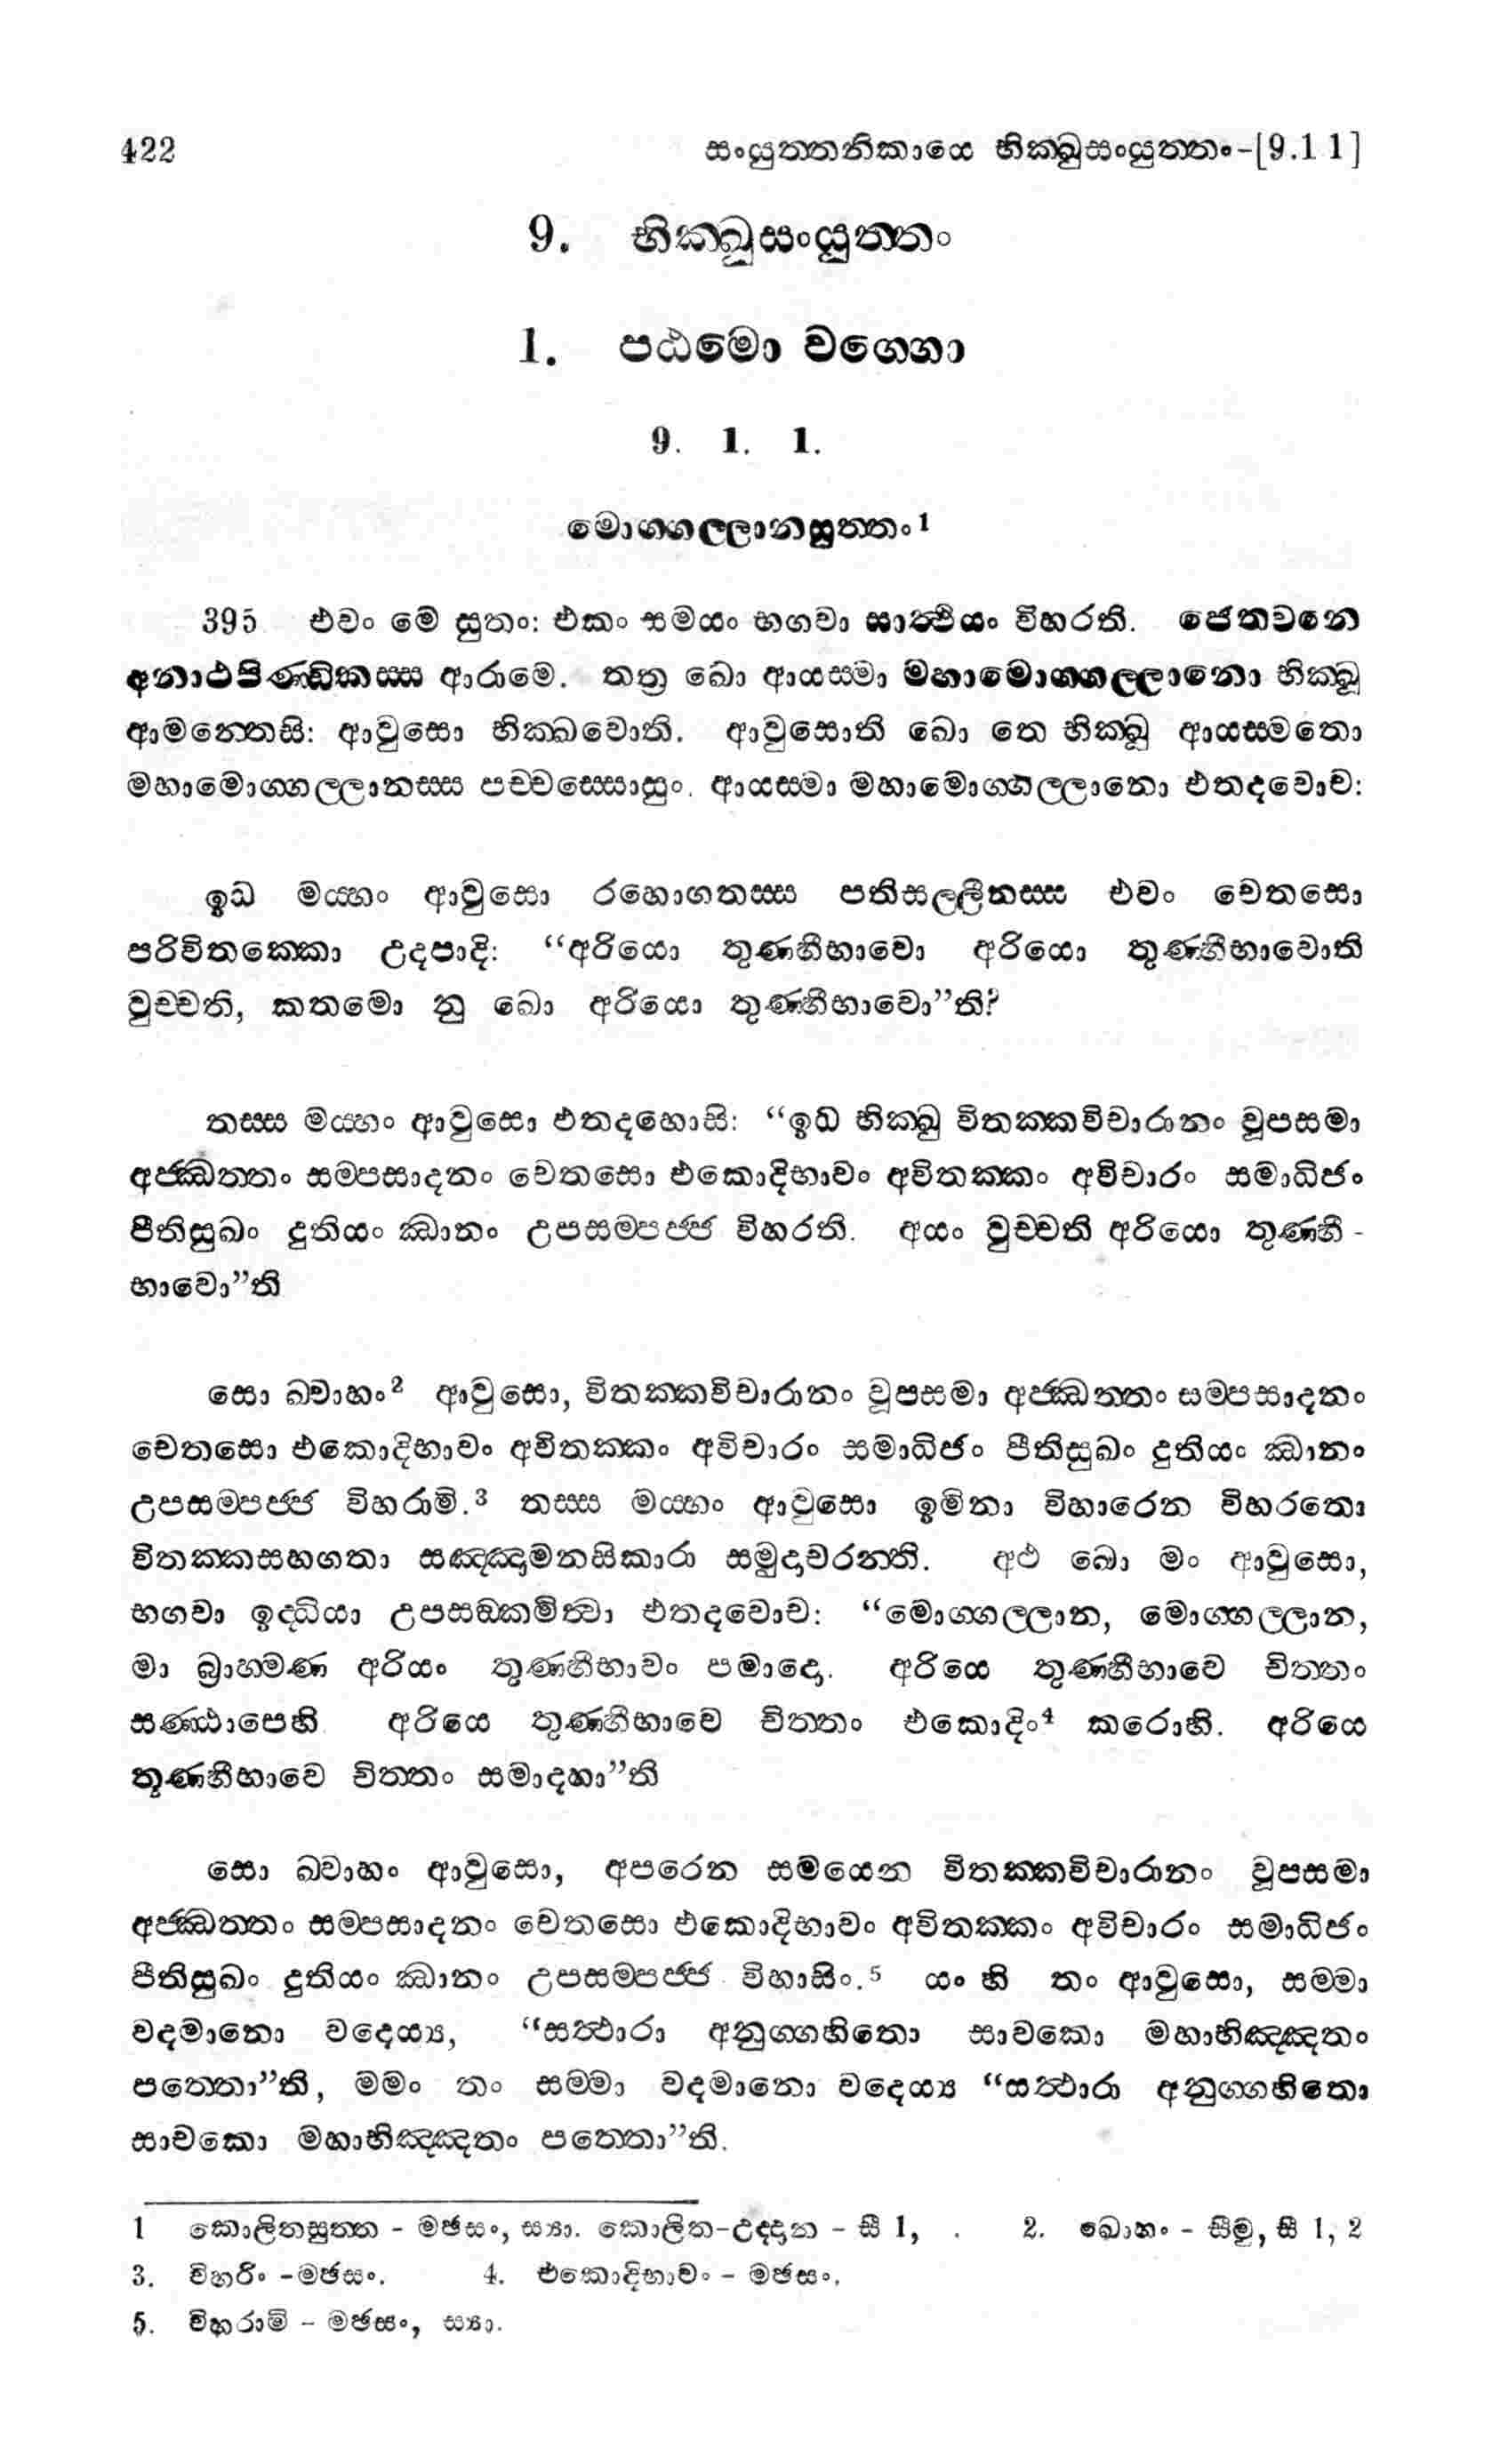 422 සංයුත්තනිකායෙ භික්ඛුසංයුත්තං-[9.1 1]
9. භික්ඛුසංයුත්තං
1. පඨමො වග්ගො
9. 1. 1.
මොග්ගල්ලානසුත්තං1
395 එවං මෙ සුතං: එකං සමයං භගවා සාවත්ථියං විහරති. ජෙතවනෙ
අනාථපිණ්ඩිකස්ස ආරාමෙ. තත්‍ර ඛො ආයස්මා මහාමොග්ගල්ලානො භික්ඛූ
ආමන්තෙසි: ආවුසො භික්ඛවොති. ආවුසොති ඛො තෙ භික්ඛූ ආයස්මතො
මහාමොග්ගල්ලානස්ස පච්චස්සොසුං. ආයස්මා මහාමොග්ගල්ලානො එතදවොච:
ඉධ මය්හං ආවුසො රහොගතස්ස පතිසල්ලීනස්ස එවං චෙතසො
පරිවිතක්කො උදපාදි: “අරියො තුණ්හීභාවො අරියො තුණ්හීභාවොති
වුච්චති, කතමො නු ඛො අරියො තුණ්හීභාවො”ති?
තස්ස මය්හං ආවුසො එතදහොසි: “ඉධ භික්ඛු විතක්කවිචාරානං වූපසමා
අජ්ඣත්තං සම්පසාදනං චෙතසො එකොදිභාවං අවිතක්කං අවිචාරං සමාධිජං
පීතිසුඛං දුතියං ඣානං උපසම්පජ්ජ විහරති. අයං වුච්චති අරියො තුණ්හී-
භාවො”ති
සො ඛ්වාහං2 ආවුසො, විතක්කවිචාරානං වූපසමා අජ්ඣත්තං සම්පසාදනං
චෙතසො එකොදිභාවං අවිතක්කං අවිචාරං සමාධිජං පීතිසුඛං දුතියං ඣානං
උපසම්පජ්ජ විහරාමි.3 තස්ස මය්හං ආවුසො ඉමිනා විහාරෙන විහරතො
විතක්කසහගතා සඤ්ඤාමනසිකාරා සමුදාචරන්ති. අථ ඛො මං ආවුසො,
භගවා ඉද්ධියා උපසඞ්කමිත්වා එතදවොච: “මොග්ගල්ලාන, මොග්ගල්ලාන,
මා බ්‍රාහ්මණ අරියං තුණ්හීභාවං පමාදො. අරියෙ තුණ්හීභාවෙ චිත්තං
සණ්ඨාපෙහි අරියෙ තුණ්හීභාවෙ චිත්තං එකොදිං4 කරොහි. අරියෙ
තුණ්හීභාවෙ චිත්තං සමාදහා”ති
සො ඛ්වාහං ආවුසො, අපරෙන සමයෙන විතක්කවිචාරානං වූපසමා
අජ්ඣත්තං සම්පසාදනං චෙතසො එකොදිභාවං අවිතක්කං අවිචාරං සමාධිජං
පීතිසුඛං දුතියං ඣානං උපසම්පජ්ජ විහාසිං.5 යං හි තං ආවුසො, සම්මා
වදමානො වදෙය්‍ය, “සත්ථාරා අනුග්ගහිතො සාවකො මහාභිඤ්ඤතං
පත්තො”ති, මමං තං සම්මා වදමානො වදෙය්‍ය “සත්ථාරා අනුග්ගහිතො
සාවකො මහාභිඤ්ඤතං පත්තො”ති.
1 කොලිතසුත්ත - මඡසං, ස්‍යා. කොලිත-උද්දාන - සී 1, . 2. ඛොහං - සීමු, සී 1, 2
3. විහරිං -මඡසං. 4. එකොදිභාවං - මඡසං.
5. විහරාමි - මඡසං, ස්‍යා.